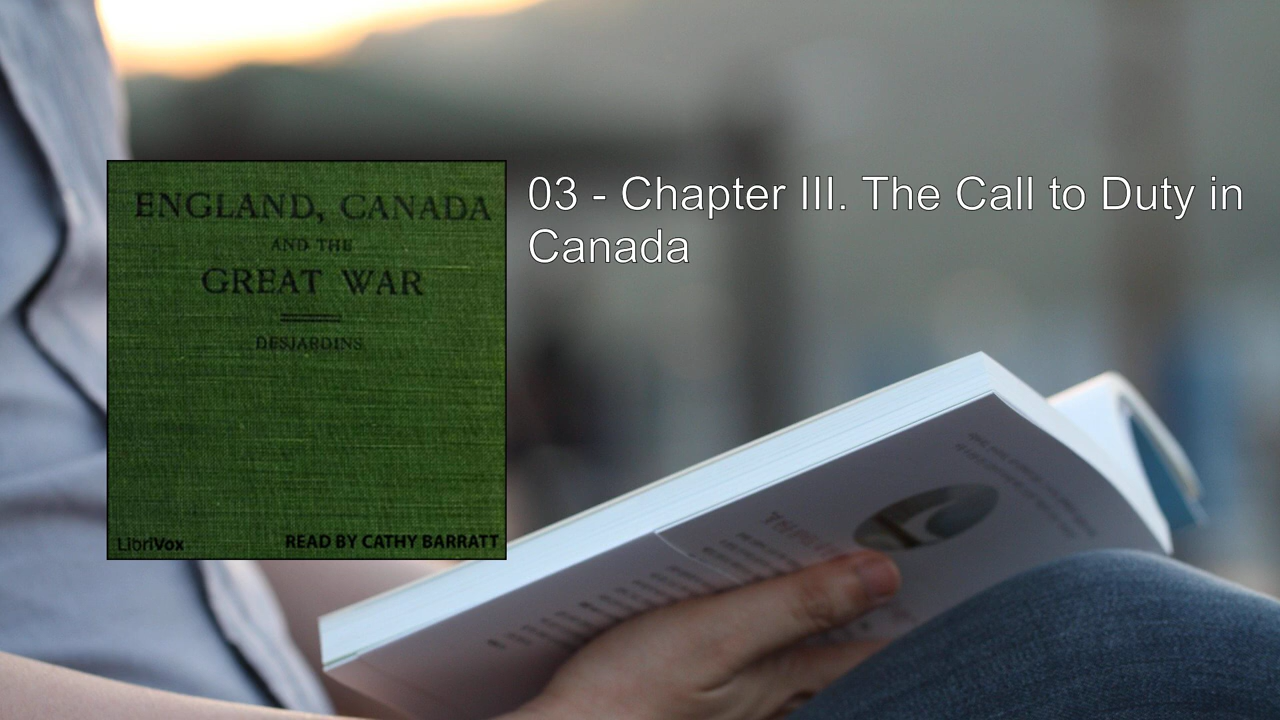 ENGLAND, CANADA
AND THE
GREAT WAR
DESJARDINS
LibriVox
READ BY CATHY BARRATT
03 - Chapter III. The Call to Duty in
Canada